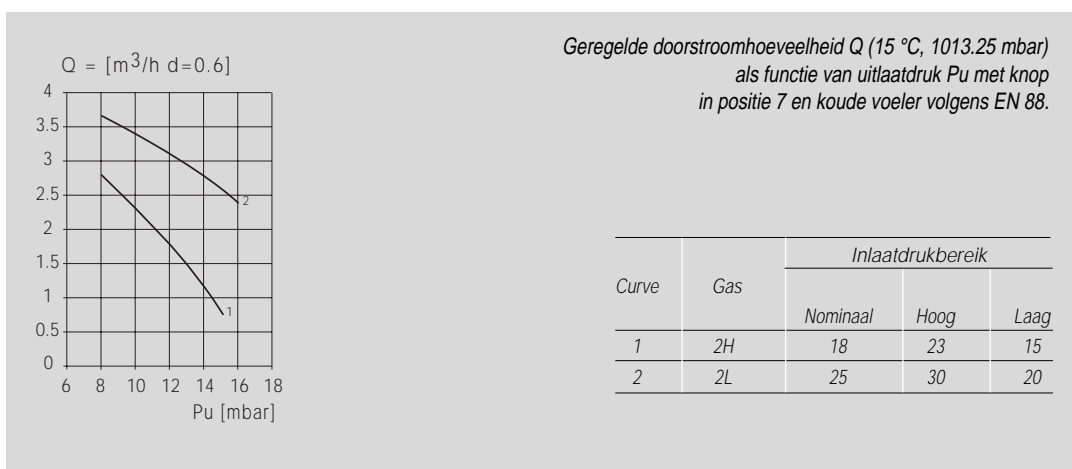 Geregelde doorstroomhoeveelheid Q (15 °C, 1013.25 mbar)
als functie van uitlaatdruk Pu met knop
in positie 7 en koude voeler volgens EN 88.
Q = [m3/h d=0.6]
4
3.5
3
2.5
2
1.5
1
0.5
0
2
1
6 8 10 12 14 16 18
Pu [mbar]
Inlaatdrukbereik
Curve Gas
Nominaal Hoog Laag
1 2H 18 23 15
2 2L 25 30 20